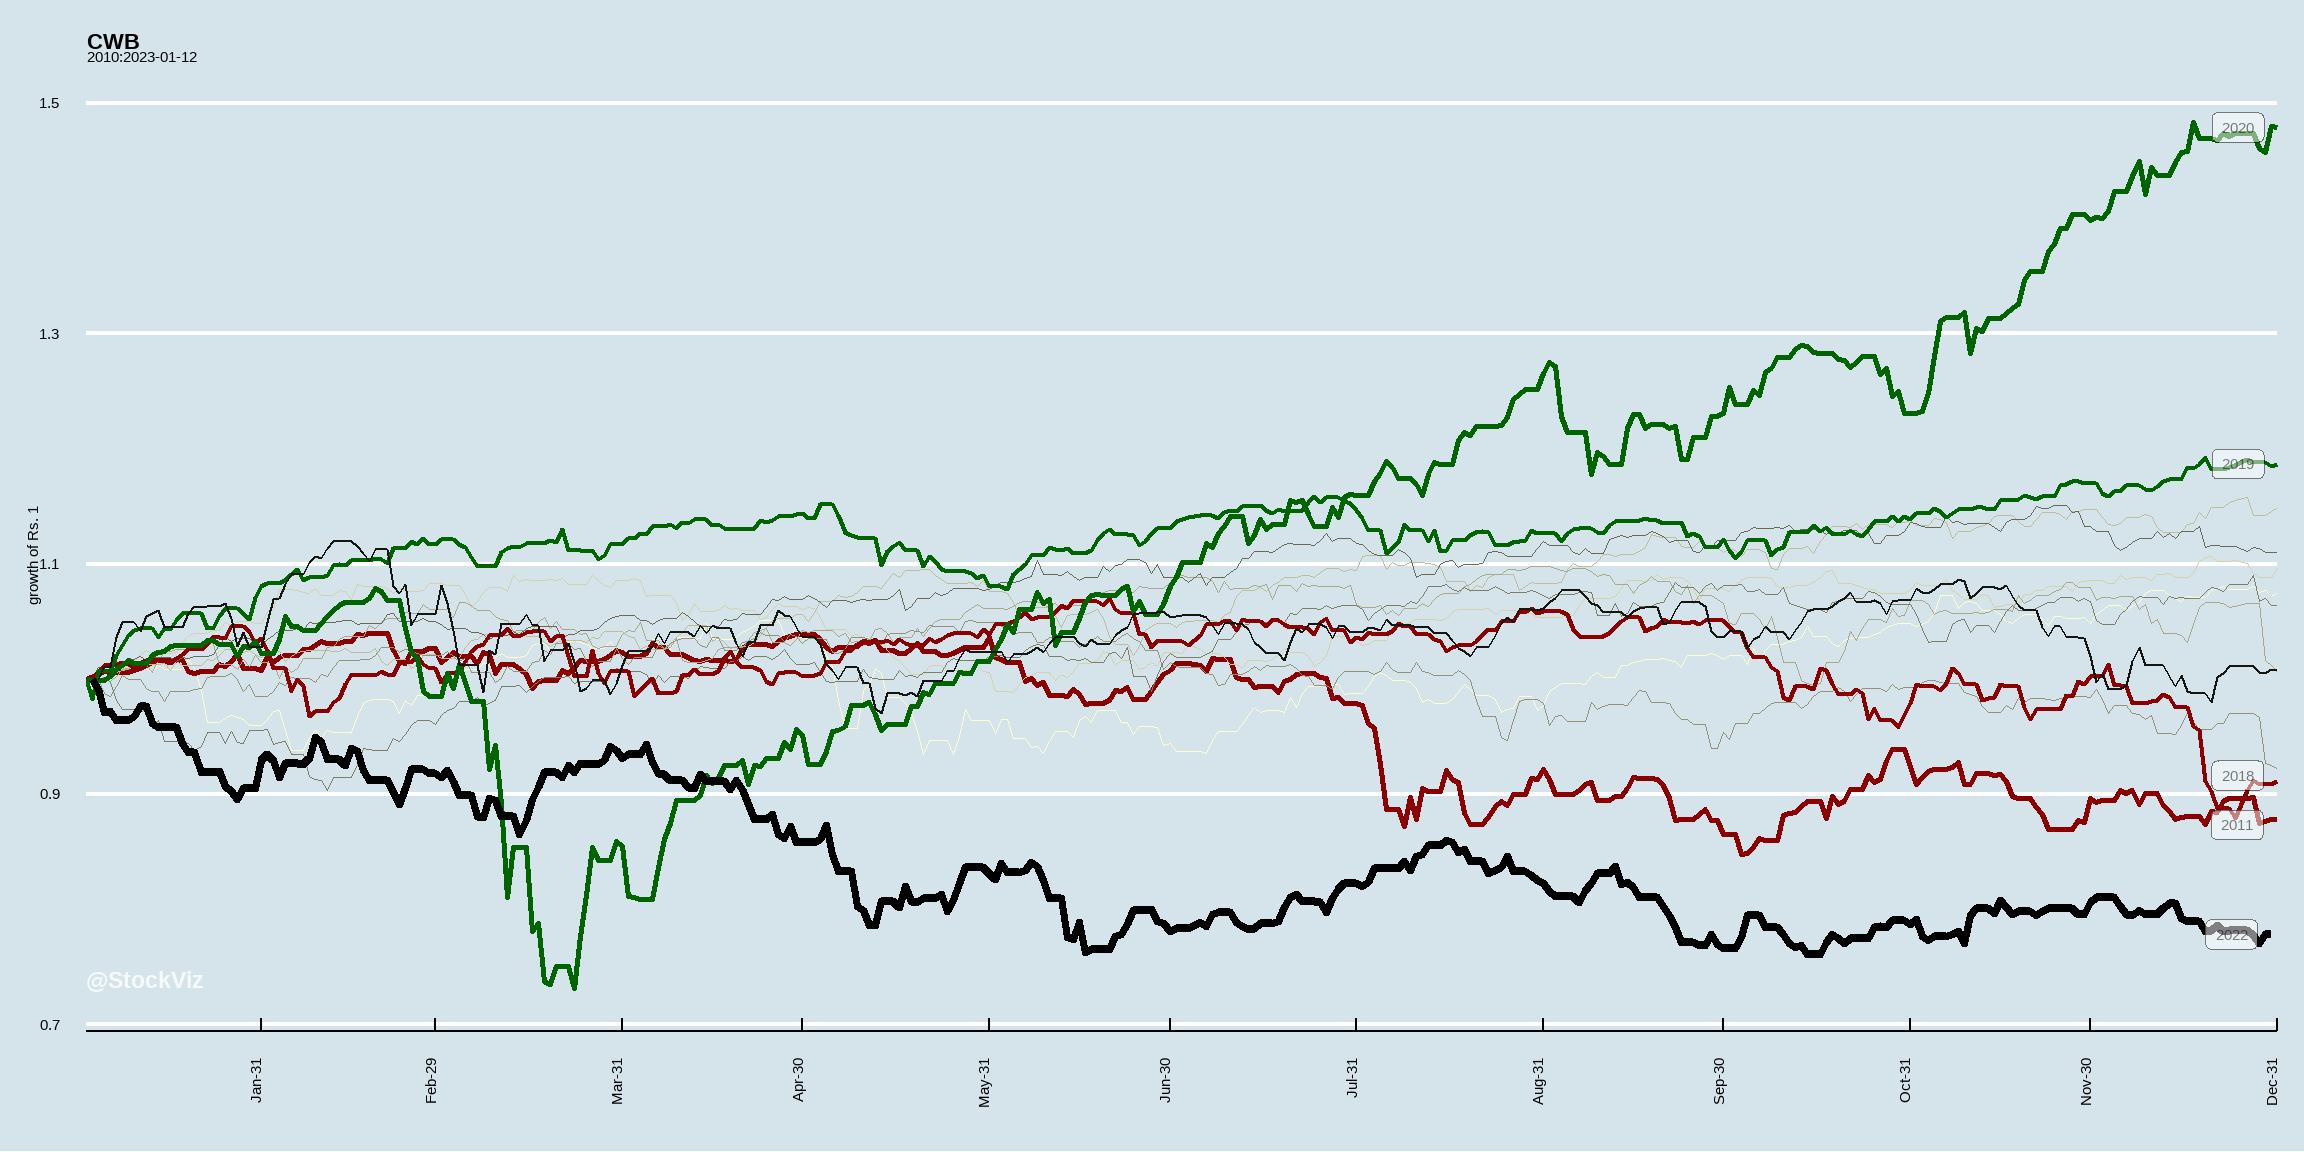 CWB
2010:2023-01-12
1.5
1.3
1.1
0.9
0.7
growth of Rs. 1
2020
2019
2018
2011
2022
@StockViz
Jan-31
Feb-29
Mar-31
Apr-30
May-31
Jun-30
Jul-31
Aug-31
Sep-30
Oct-31
Nov-30
Dec-31